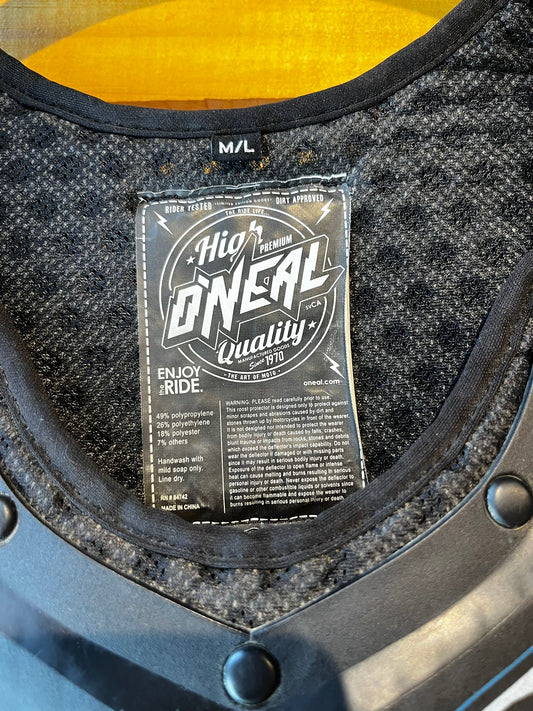 M/L
RIDER TESTED
LIMITED EDITION GOODS
DIRT APPROVED
THE RIDE LIFE
High
PREMIUM
O'NEAL
SVCA
Quality
MANUFACTURED GOODS
Since 1970
- THE ART OF MOTO -
ENJOY
the RIDE.
oneal.com
49% polypropylene
26% polyethylene
18% polyester
7% others
Handwash with
mild soap only.
Line dry.
RN # 84742
MADE IN CHINA
WARNING: PLEASE read carefully prior to use.
This roost protector is designed only to protect against
minor scrapes and abrasions caused by dirt and
stones thrown up by motorcycles in front of the wearer.
It is not designed nor intended to protect the wearer
from bodily injury or death caused by falls, crashes,
blunt trauma or impacts from rocks, stones and debris
which exceed the deflector's impact capability. Do not
wear the deflector if damaged or with missing parts
since it may result in serious bodily injury or death.
Exposure of the deflector to open flame or intense
heat can cause melting and burns resulting in serious
personal injury or death. Never expose the deflector to
gasoline or other combustible liquids or solvents since
it can become flammable and expose the wearer to
burns resulting in serious personal injury or death.